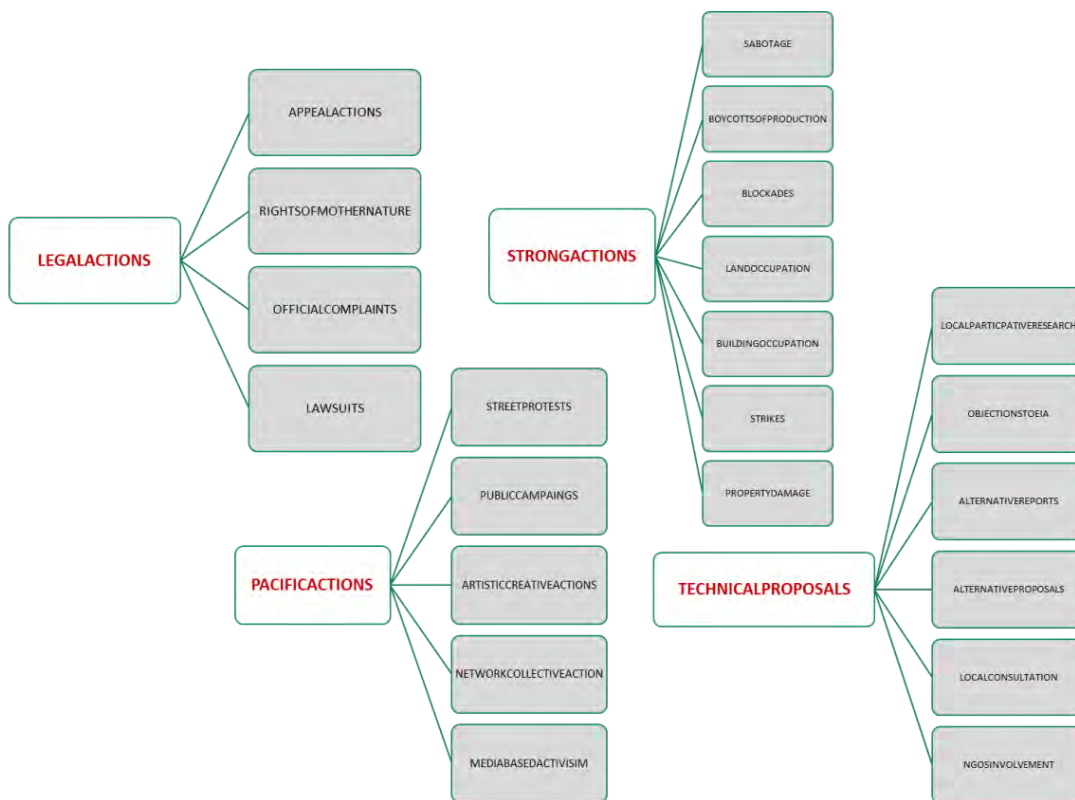 LEGALACTIONS
APPEALACTIONS
RIGHTSOFMOTHERNATURE
OFFICIALCOMPLAINTS
LAWSUITS
STRONGACTIONS
SABOTAGE
BOYCOTTSOFPRODUCTION
BLOCKADES
LANDOCCUPATION
BUILDINGOCCUPATION
STRIKES
PROPERTYDAMAGE
PACIFICACTIONS
STREETPROTESTS
PUBLICCAMPAINGS
ARTISTICCREATIVEACTIONS
NETWORKCOLLECTIVEACTION
MEDIABASEDACTIVISIM
TECHNICALPROPOSALS
LOCALPARTICPATIVERESEARCH
OBJECTIONSTOEIA
ALTERNATIVEREPORTS
ALTERNATIVEPROPOSALS
LOCALCONSULTATION
NGOSINVOLVEMENT